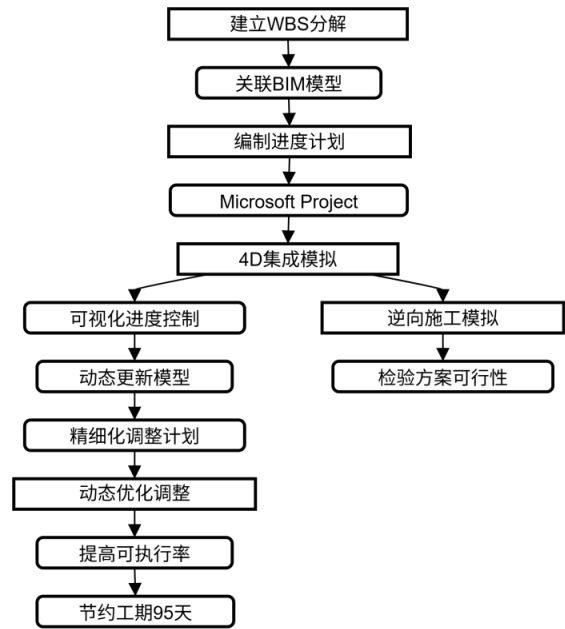 建立WBS分解
关联BIM模型
编制进度计划
Microsoft Project
4D集成模拟
可视化进度控制
逆向施工模拟
动态更新模型
检验方案可行性
精细化调整计划
动态优化调整
提高可执行率
节约工期95天